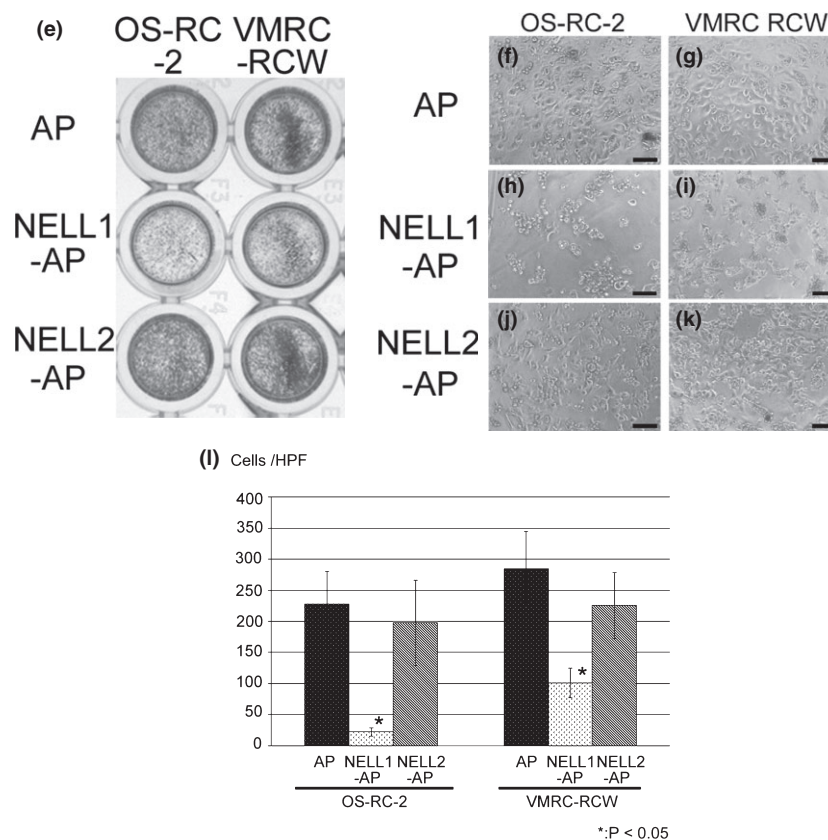 (e)
OS-RC VMRC
-2 -RCW
AP
NELL1
-AP
NELL2
-AP
OS-RC-2 VMRC RCW
(f) (g)
AP
(h) (i)
NELL1
-AP
(j) (k)
NELL2
-AP
(l) Cells /HPF
400
350
300
250
200
150
100
50
0
AP NELL1 NELL2 AP NELL1 NELL2
-AP -AP -AP -AP
OS-RC-2 VMRC-RCW
* *
*:P < 0.05